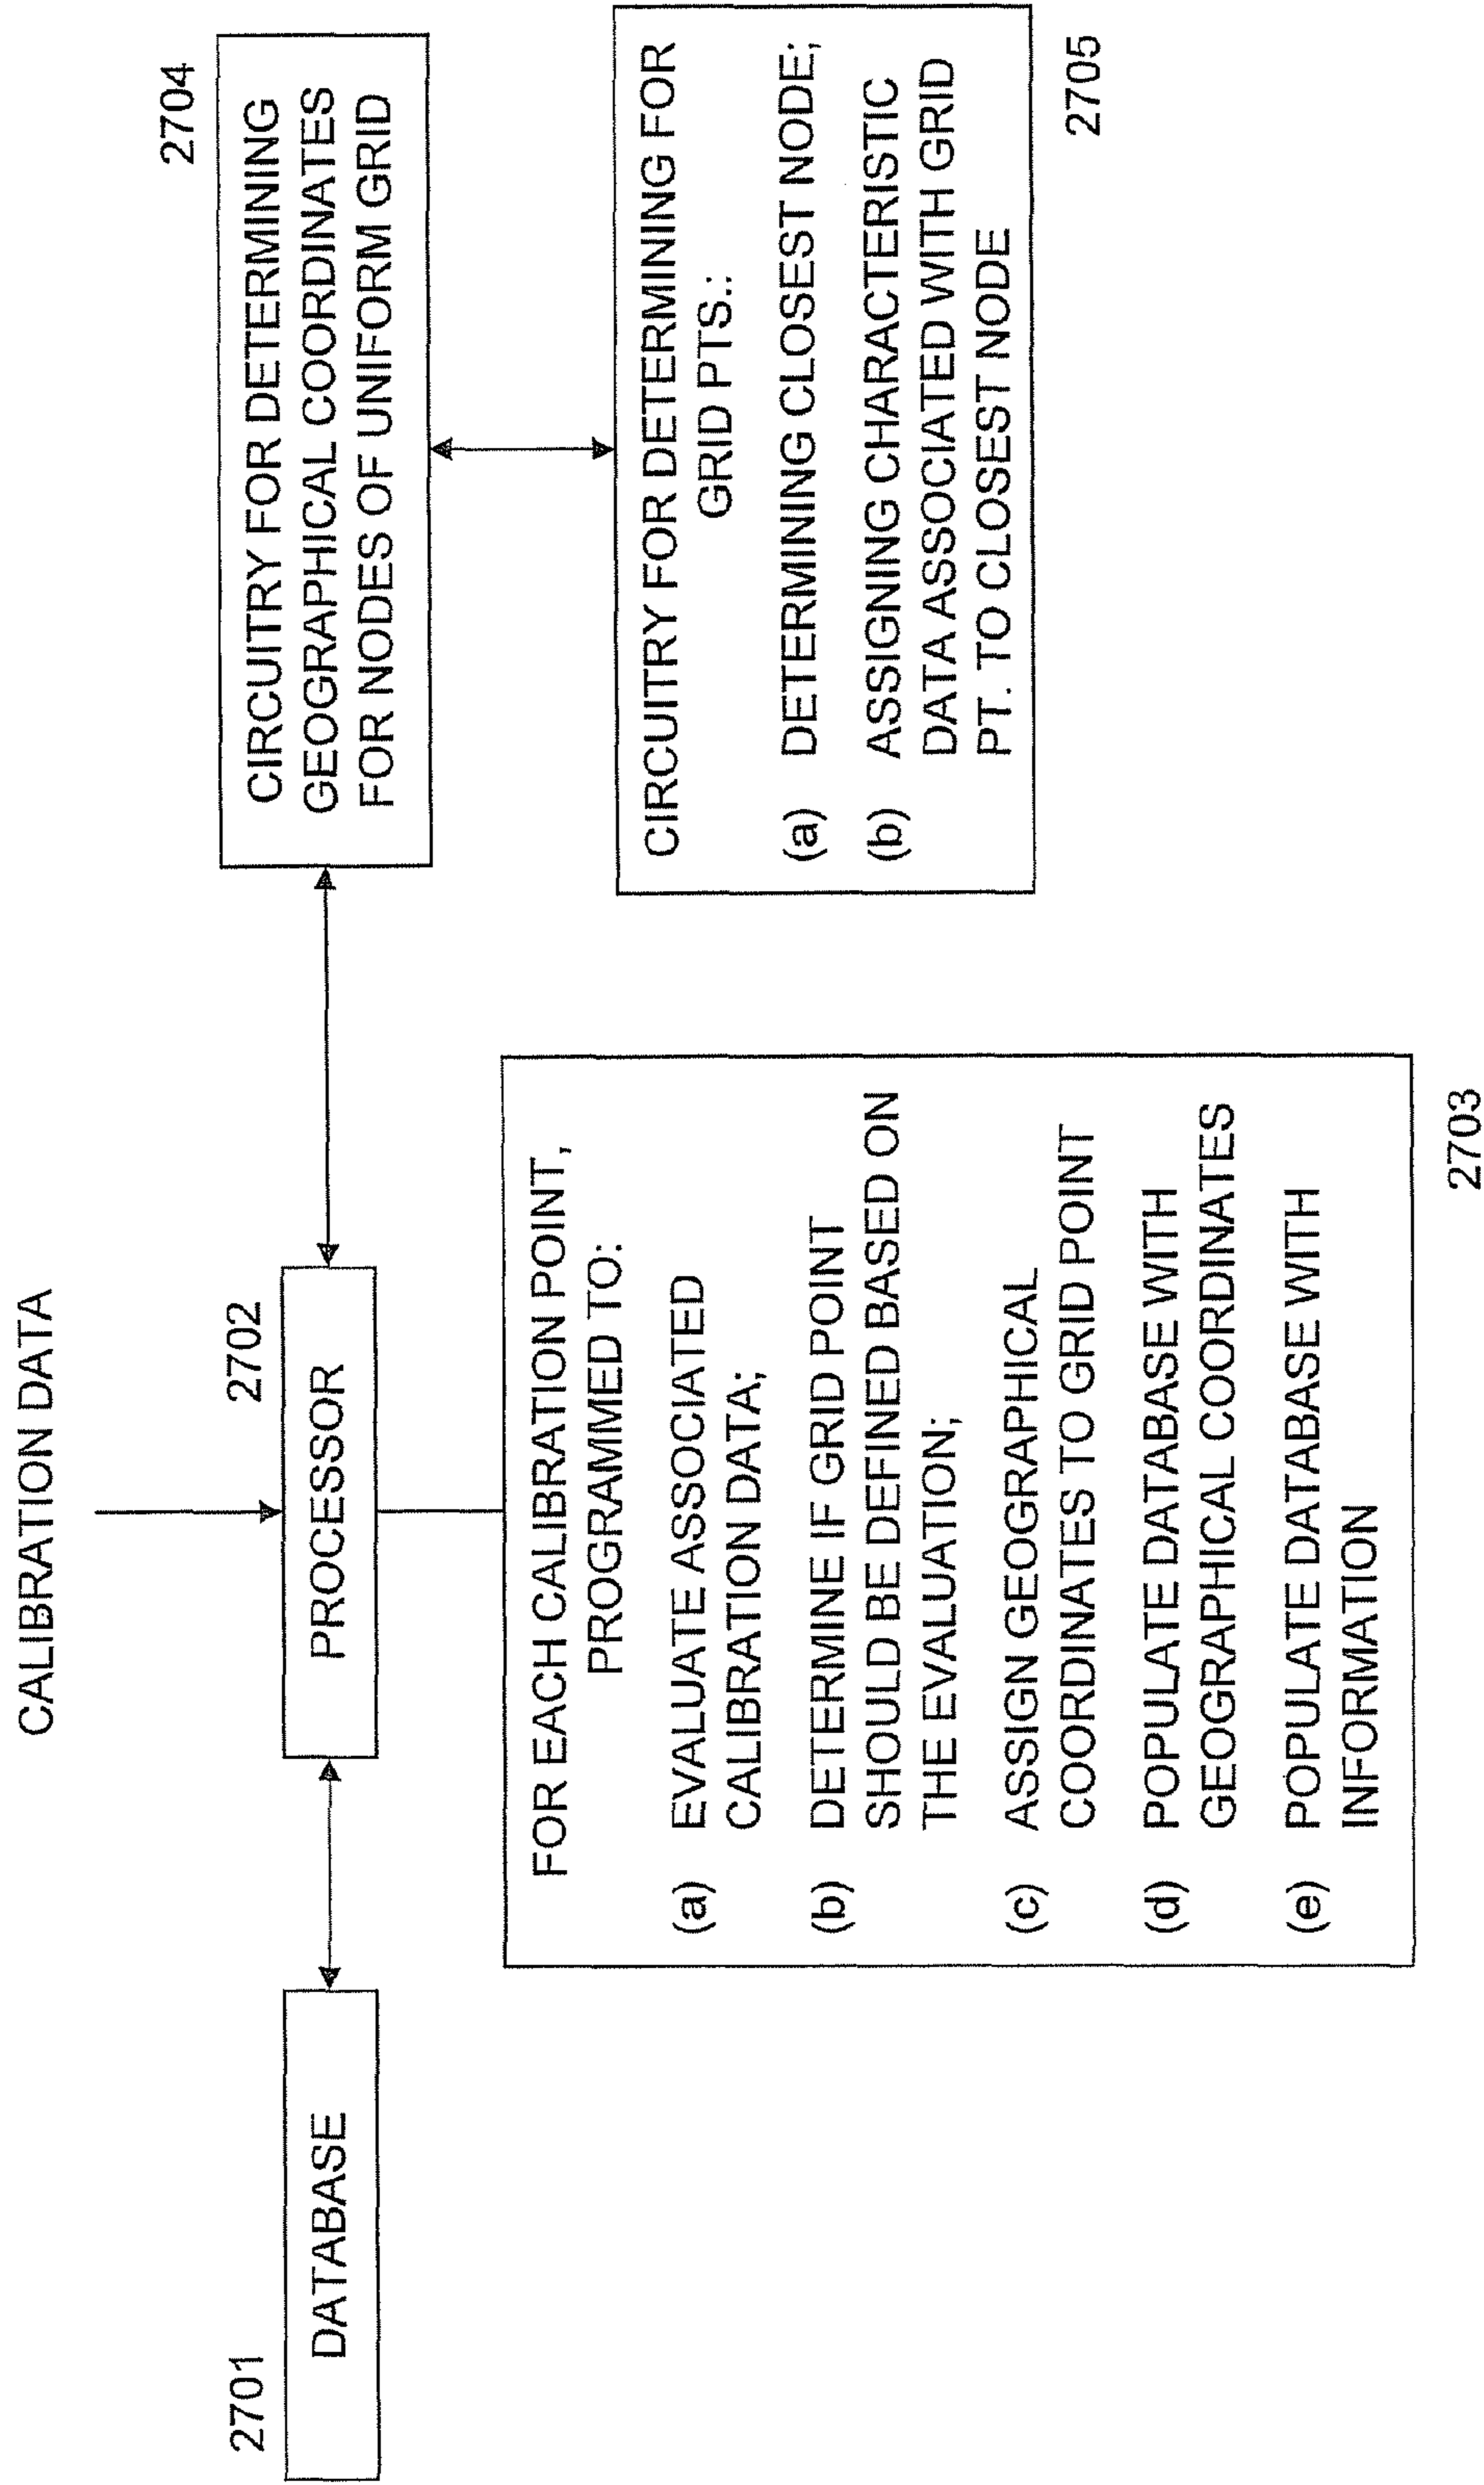 CALIBRATION DATA
2701
DATABASE
2702
PROCESSOR
2704
CIRCUITRY FOR DETERMINING
GEOGRAPHICAL COORDINATES
FOR NODES OF UNIFORM GRID
FOR EACH CALIBRATION POINT,
PROGRAMMED TO:
(a) EVALUATE ASSOCIATED
CALIBRATION DATA;
(b) DETERMINE IF GRID POINT
SHOULD BE DEFINED BASED ON
THE EVALUATION;
(c) ASSIGN GEOGRAPHICAL
COORDINATES TO GRID POINT
(d) POPULATE DATABASE WITH
GEOGRAPHICAL COORDINATES
(e) POPULATE DATABASE WITH
INFORMATION
2703
CIRCUITRY FOR DETERMINING FOR
GRID PTS.:
(a) DETERMINING CLOSEST NODE;
(b) ASSIGNING CHARACTERISTIC
DATA ASSOCIATED WITH GRID
PT. TO CLOSEST NODE
2705